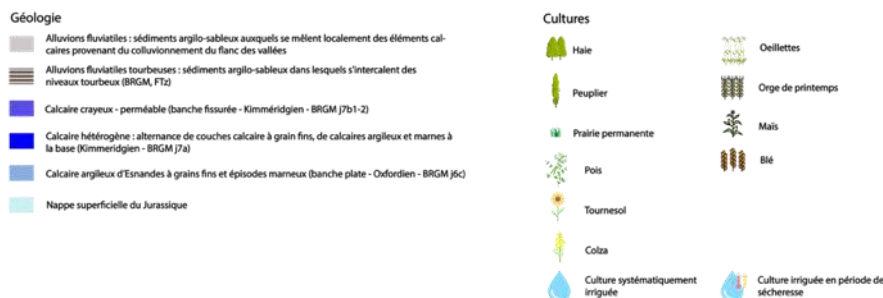 Géologie
Alluvions fluviatiles : sédiments argilo-sableux auxquels se mêlent localement des éléments cal-
caires provenant du colluvionnement du flanc des vallées
Alluvions fluviatiles tourbeuses : sédiments argilo-sableux dans lesquels s'intercalent des
niveaux tourbeux (BRGM, FTz)
Calcaire crayeux - perméable (banche fissurée - Kimméridgien - BRGM j7b1-2)
Calcaire hétérogène : alternance de couches calcaire à grain fins, de calcaires argileux et marnes à
la base (Kimmeridgien - BRGM j7a)
Calcaire argileux d'Esnandes à grains fins et épisodes marneux (banche plate - Oxfordien - BRGM j6c)
Nappe superficielle du Jurassique
Cultures
Haie
Peuplier
Prairie permanente
Pois
Tournesol
Colza
Culture systématiquement
irriguée
Oeillettes
Orge de printemps
Maïs
Blé
Culture irriguée en période de
sécheresse